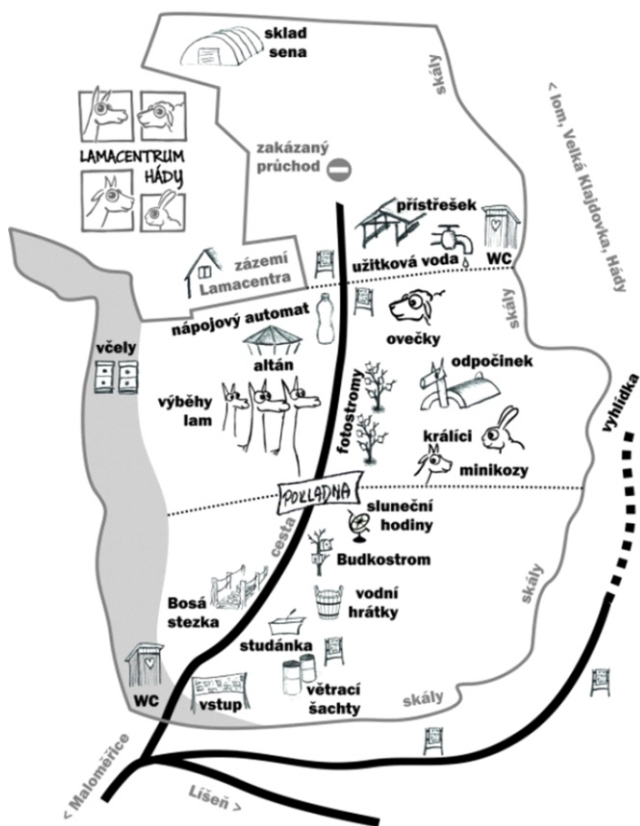 sklad
sena
skály
< lom, Velká Klajdovka, Hády
LAMACENTRUM
HÁDY
zakázaný
průchod
přístřešek
užitková voda
WC
zázemí
Lamacentra
nápojový automat
ovečky
skály
včely
altán
odpočinek
výběhy
lam
fotostromy
králíci
minikozy
vyhlídka
POKLADNA
sluneční
hodiny
cesta
Budkostrom
skály
Bosá
stezka
vodní
hrátky
studánka
WC
vstup
větrací
šachty
skály
< Maloměřice
Líšeň >